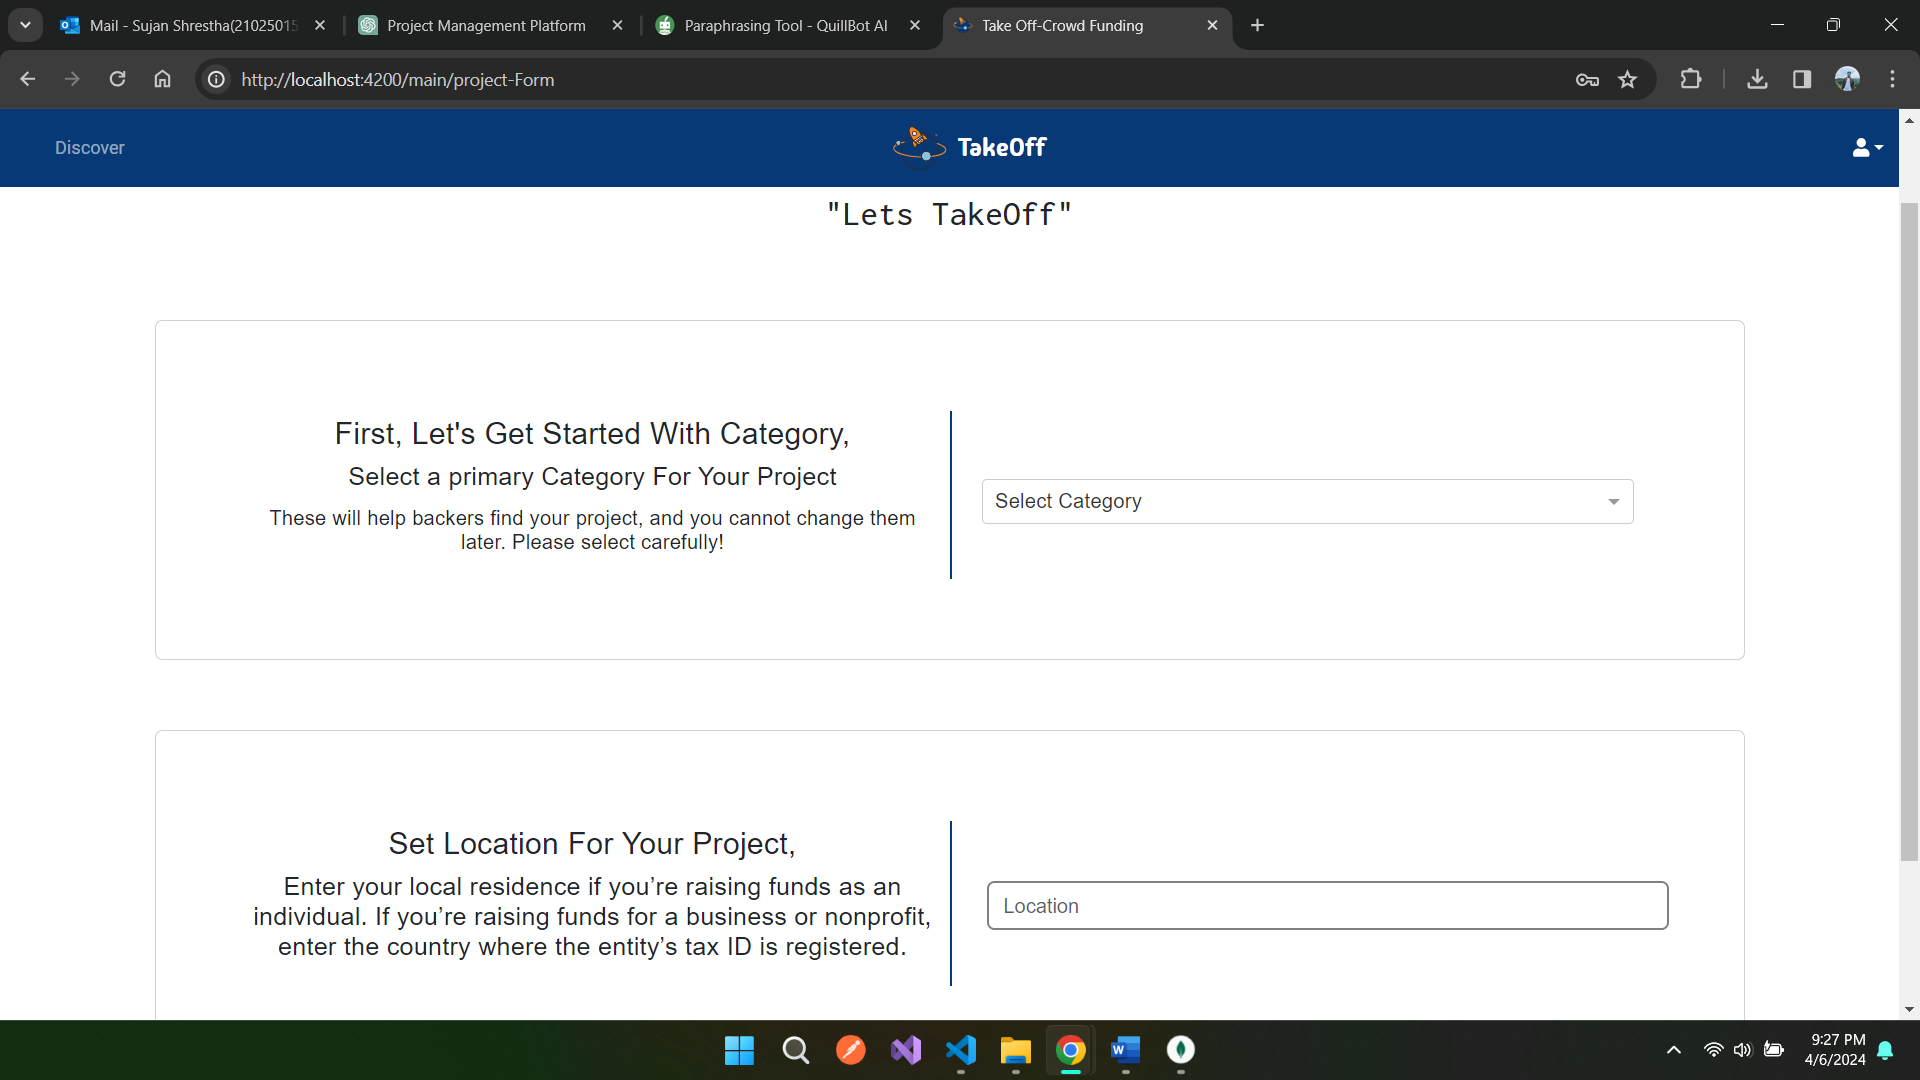 Mail - Sujan Shrestha(21025015
Project Management Platform
Paraphrasing Tool - QuillBot AI
Take Off-Crowd Funding
http://localhost:4200/main/project-Form
Discover
TakeOff
"Lets TakeOff"
First, Let's Get Started With Category,
Select a primary Category For Your Project
These will help backers find your project, and you cannot change them
later. Please select carefully!
Select Category
Set Location For Your Project,
Enter your local residence if you’re raising funds as an
individual. If you’re raising funds for a business or nonprofit,
enter the country where the entity’s tax ID is registered.
Location
9:27 PM
4/6/2024